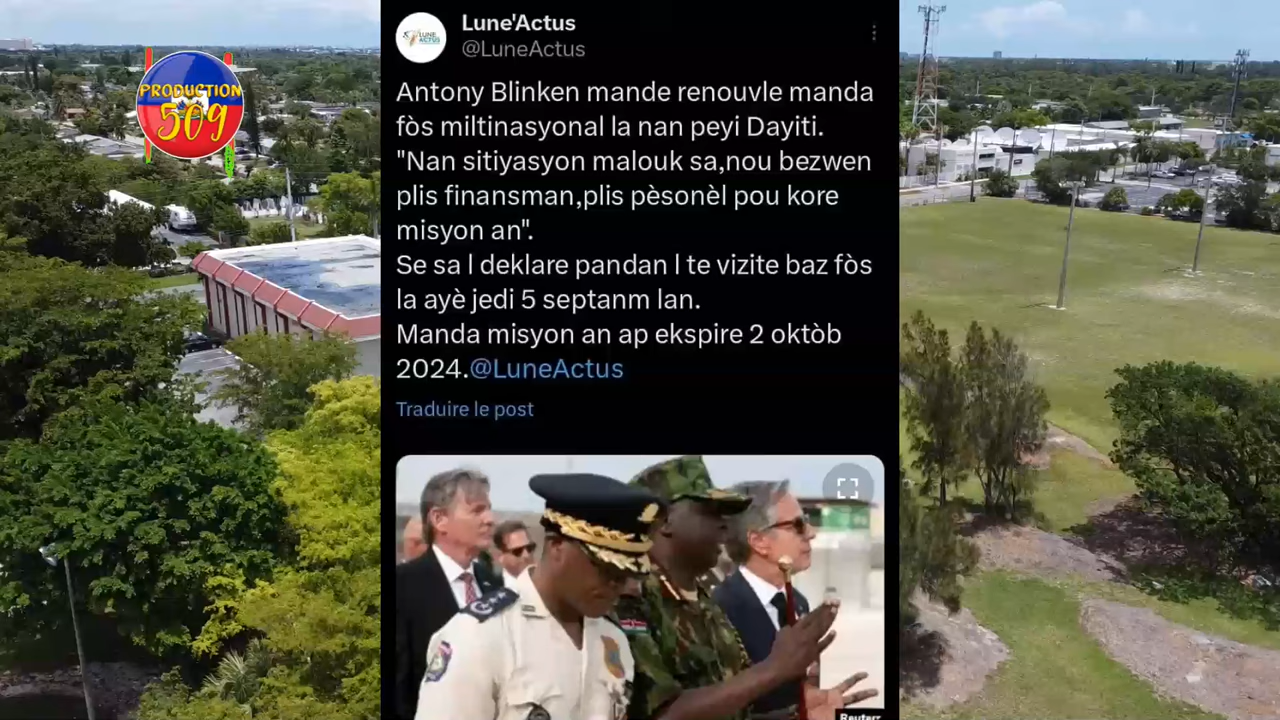 PRODUCTION
509
Lune'Actus
@LuneActus
LUNE
ACTUS
Antony Blinken mande renouvle manda
fòs miltinasyonal la nan peyi Dayiti.
"Nan sitiyasyon malouk sa,nou bezwen
plis finansman,plis pèsonèl pou kore
misyon an".
Se sa l deklare pandan l te vizite baz fòs
la ayè jedi 5 septanm lan.
Manda misyon an ap ekspire 2 oktòb
2024.@LuneActus
Traduire le post
Reuters